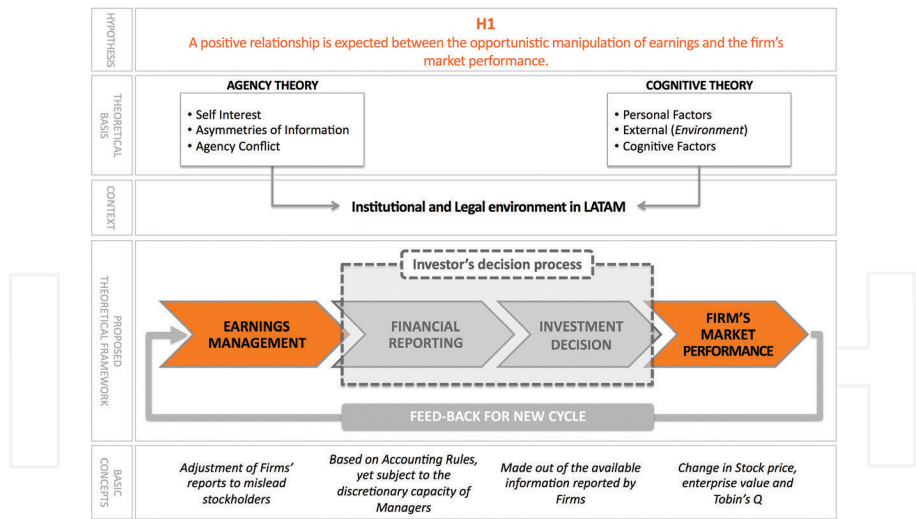 HYPOTHESIS
H1
A positive relationship is expected between the opportunistic manipulation of earnings and the firm's
market performance.
THEORETICAL
BASIS
AGENCY THEORY
• Self Interest
• Asymmetries of Information
• Agency Conflict
COGNITIVE THEORY
• Personal Factors
• External (Environment)
• Cognitive Factors
CONTEXT
Institutional and Legal environment in LATAM
PROPOSED
THEORETICAL FRAMEWORK
Investor's decision process
EARNINGS
MANAGEMENT
FINANCIAL
REPORTING
INVESTMENT
DECISION
FIRM'S
MARKET
PERFORMANCE
FEED-BACK FOR NEW CYCLE
BASIC
CONCEPTS
Adjustment of Firms'
reports to mislead
stockholders
Based on Accounting Rules,
yet subject to the
discretionary capacity of
Managers
Made out of the available
information reported by
Firms
Change in Stock price,
enterprise value and
Tobin's Q